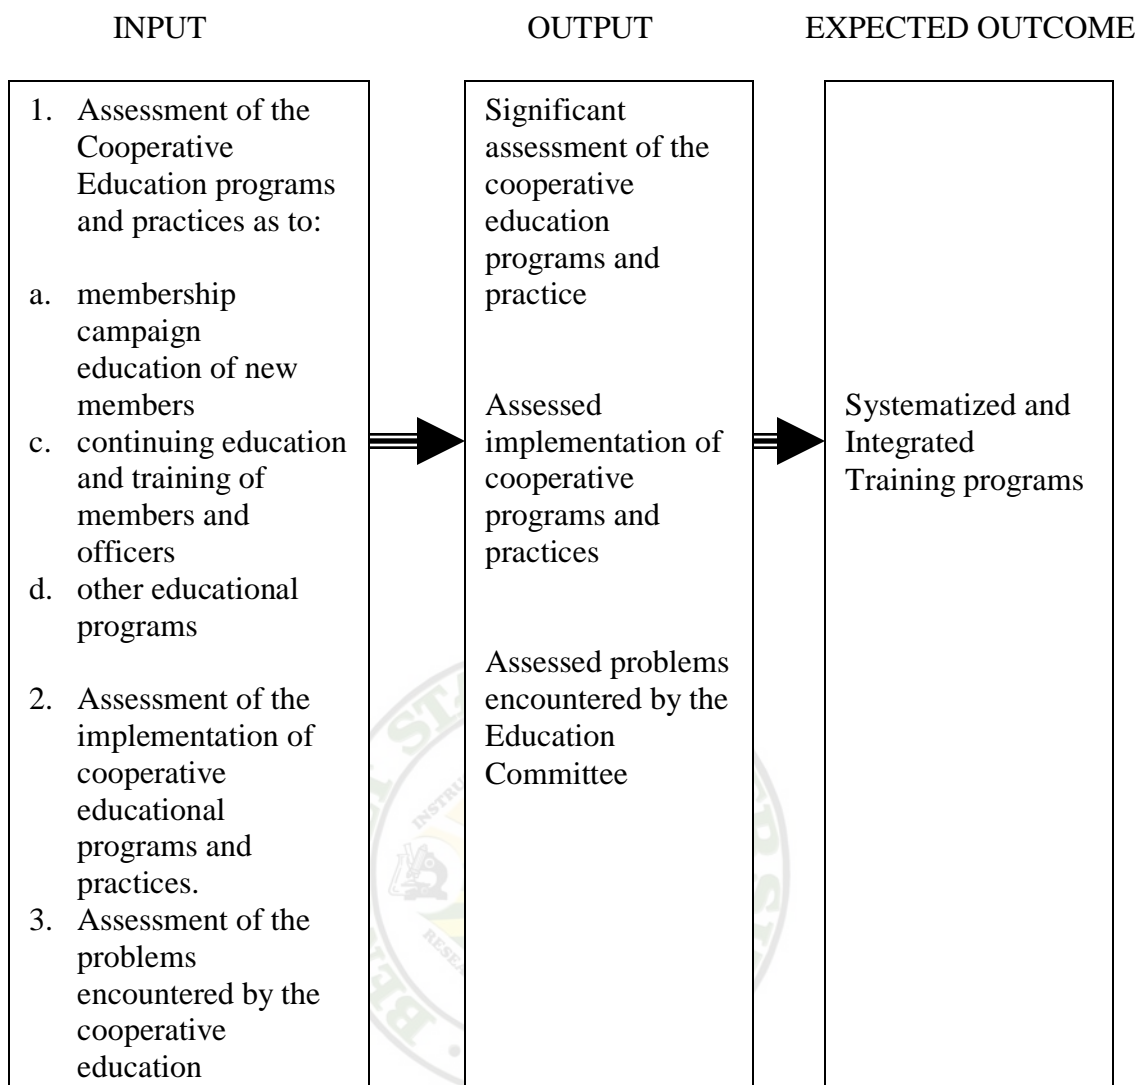 INPUT
OUTPUT
EXPECTED OUTCOME
1. Assessment of the
Cooperative
Education programs
and practices as to:
a. membership
campaign
education of new
members
c. continuing education
and training of
members and
officers
d. other educational
programs
2. Assessment of the
implementation of
cooperative
educational
programs and
practices.
3. Assessment of the
problems
encountered by the
cooperative
education
Significant
assessment of the
cooperative
education
programs and
practice
Assessed
implementation of
cooperative
programs and
practices
Assessed problems
encountered by the
Education
Committee
Systematized and
Integrated
Training programs